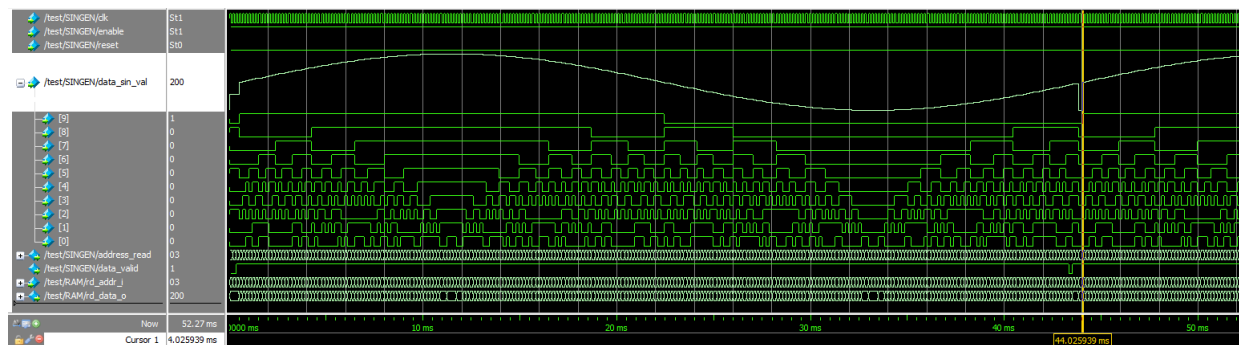 /test/SINGEN/clk St1
/test/SINGEN/enable St1
/test/SINGEN/reset St0
/test/SINGEN/data_sin_val 200
[9] 1
[8] 0
[7] 0
[6] 0
[5] 0
[4] 0
[3] 0
[2] 0
[1] 0
[0] 0
/test/SINGEN/address_read 03
/test/SINGEN/data_valid 1
/test/RAM/rd_addr_i 03
/test/RAM/rd_data_o 200
Now 52.27 ms 0000 ms 10 ms 20 ms 30 ms 40 ms 50 ms
Cursor 1 4.025939 ms 44.025939 ms